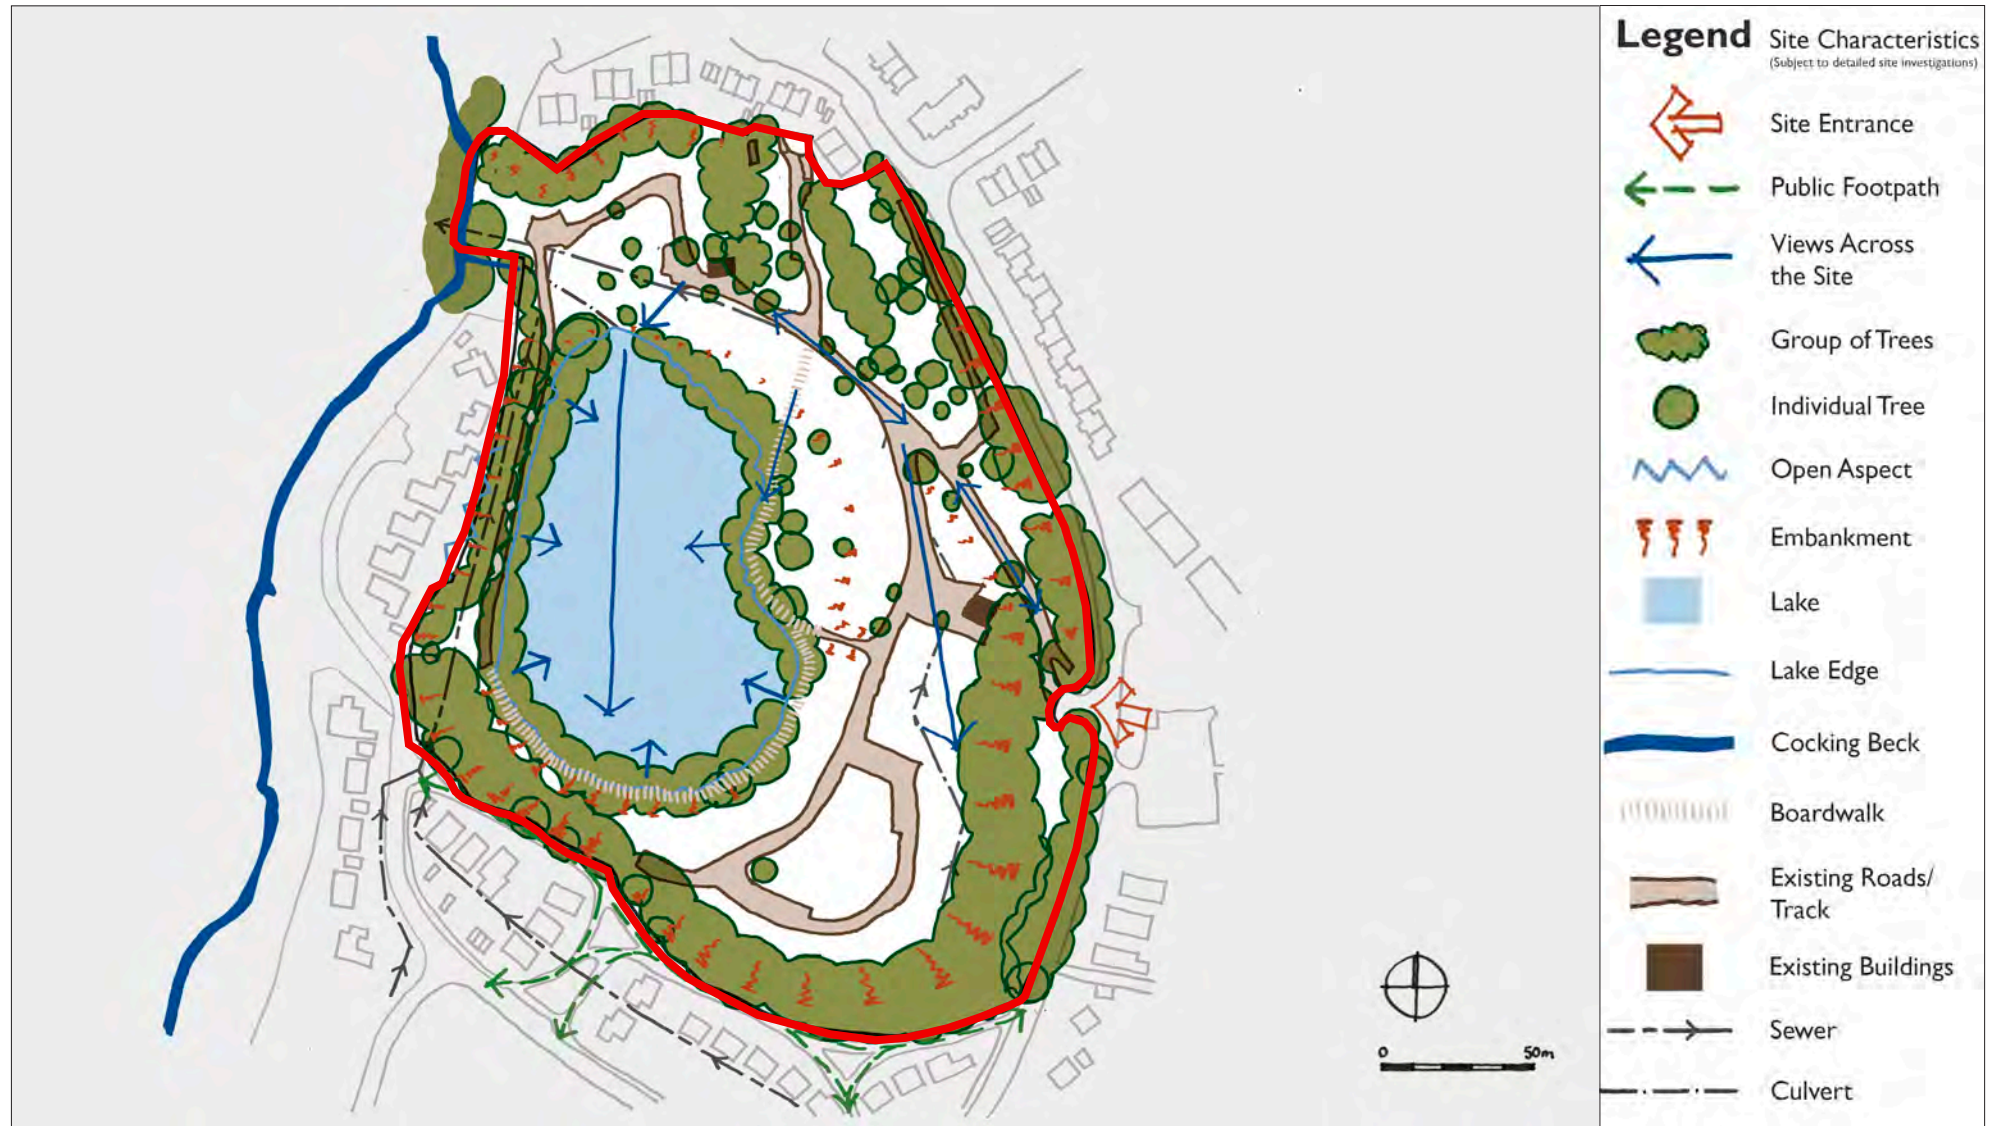 Legend Site Characteristics
(Subject to detailed site investigations)
Site Entrance
Public Footpath
Views Across
the Site
Group of Trees
Individual Tree
Open Aspect
Embankment
Lake
Lake Edge
Cocking Beck
Boardwalk
Existing Roads/
Track
Existing Buildings
Sewer
Culvert
0 50m